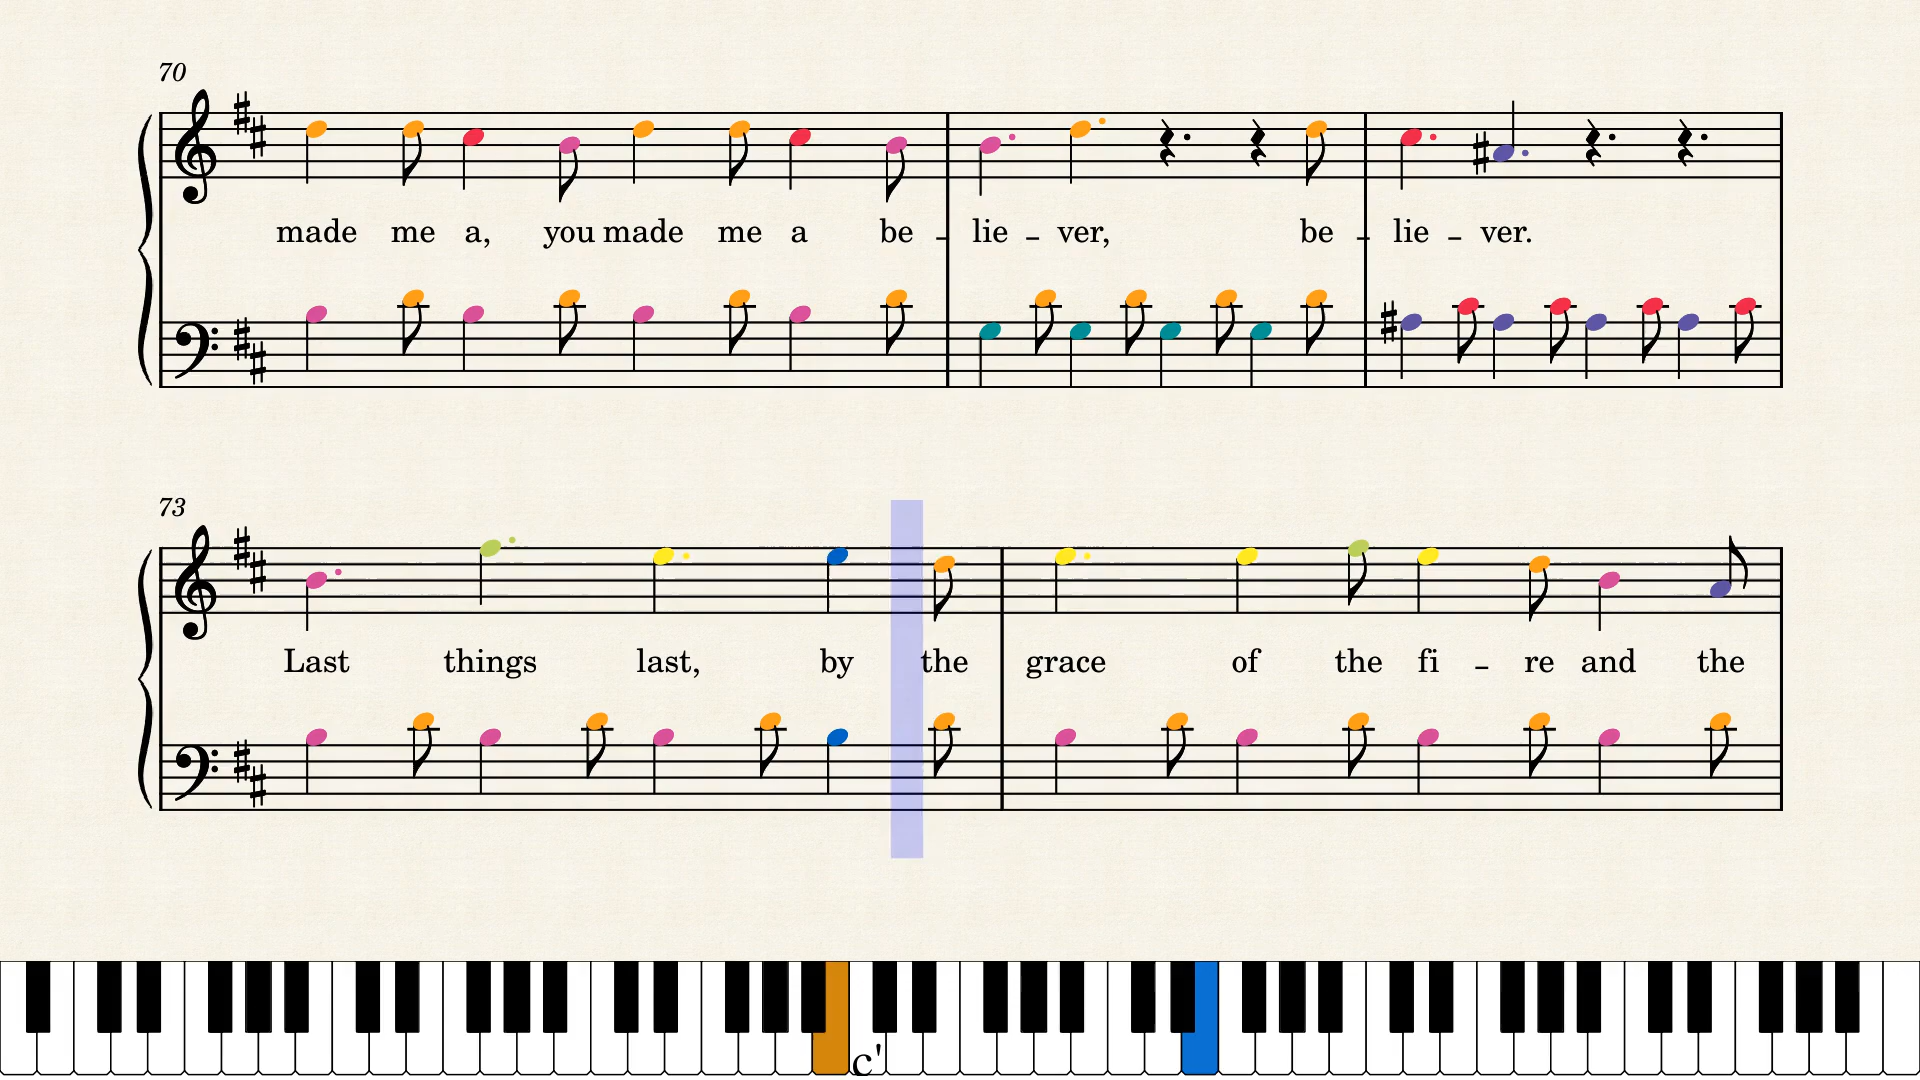 70
made me a, you made me a be - lie - ver, be - lie - ver.
73
Last things last, by the grace of the fi - re and the
c'